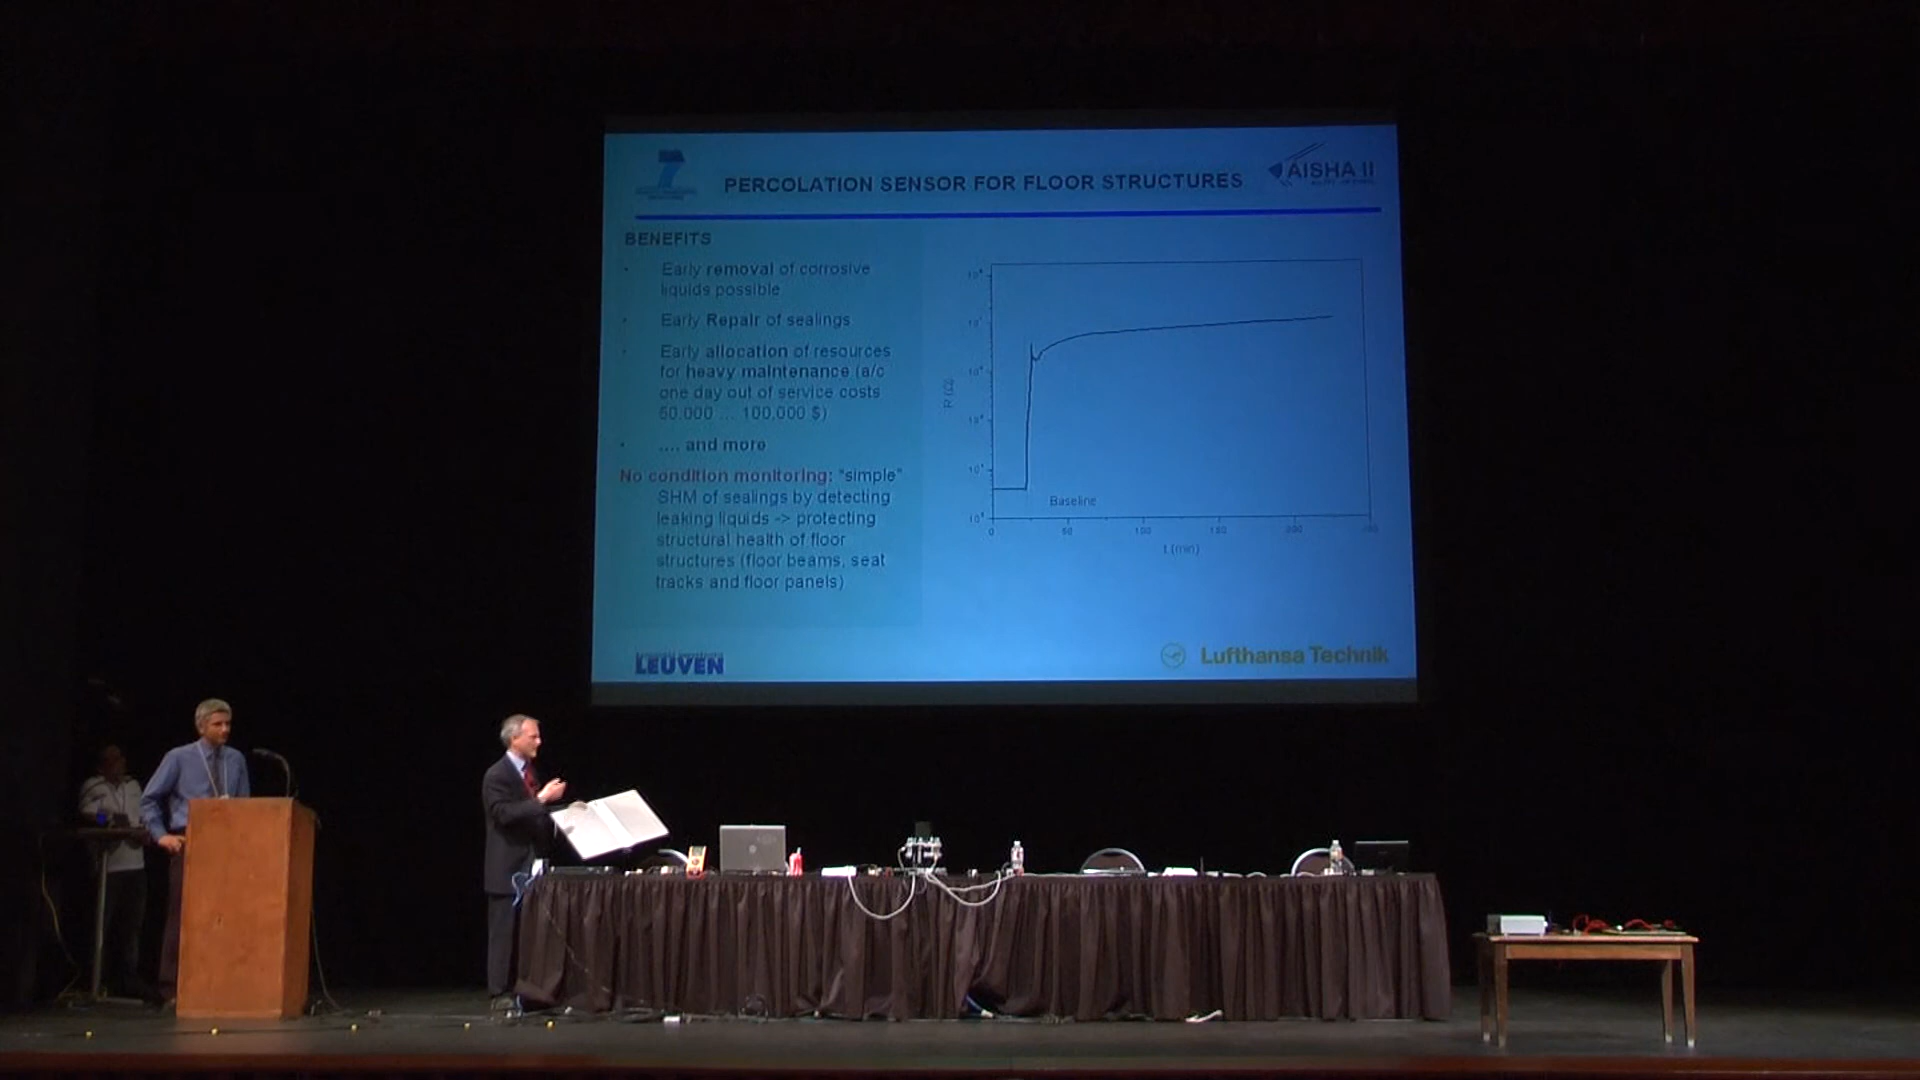 PERCOLATION SENSOR FOR FLOOR STRUCTURES
AISHA II
BENEFITS
• Early removal of corrosive
liquids possible
• Early Repair of sealings
• Early allocation of resources
for heavy maintenance (a/c
one day out of service costs
50.000 ... 100.000 $)
• .... and more
No condition monitoring: "simple"
SHM of sealings by detecting
leaking liquids -> protecting
structural health of floor
structures (floor beams, seat
tracks and floor panels)
R (Ω)
Baseline
0 50 100 150 200
t (min)
LEUVEN
Lufthansa Technik